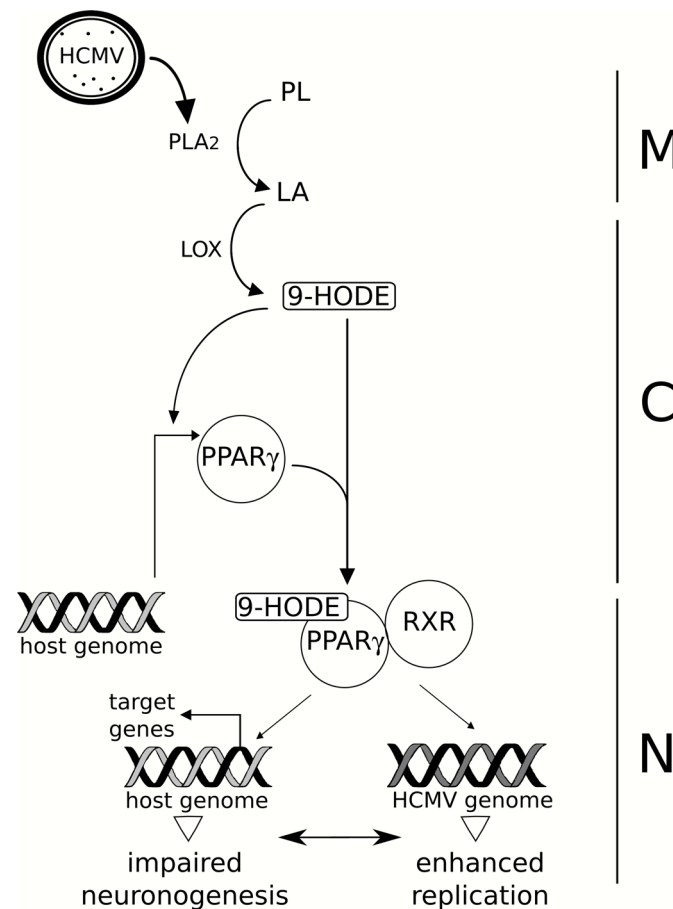 HCMV
PL
PLA2
M
LA
LOX
9-HODE
C
PPARγ
9-HODE
RXR
PPARγ
host genome
target
genes
N
host genome
HCMV genome
impaired
neuronogenesis
enhanced
replication